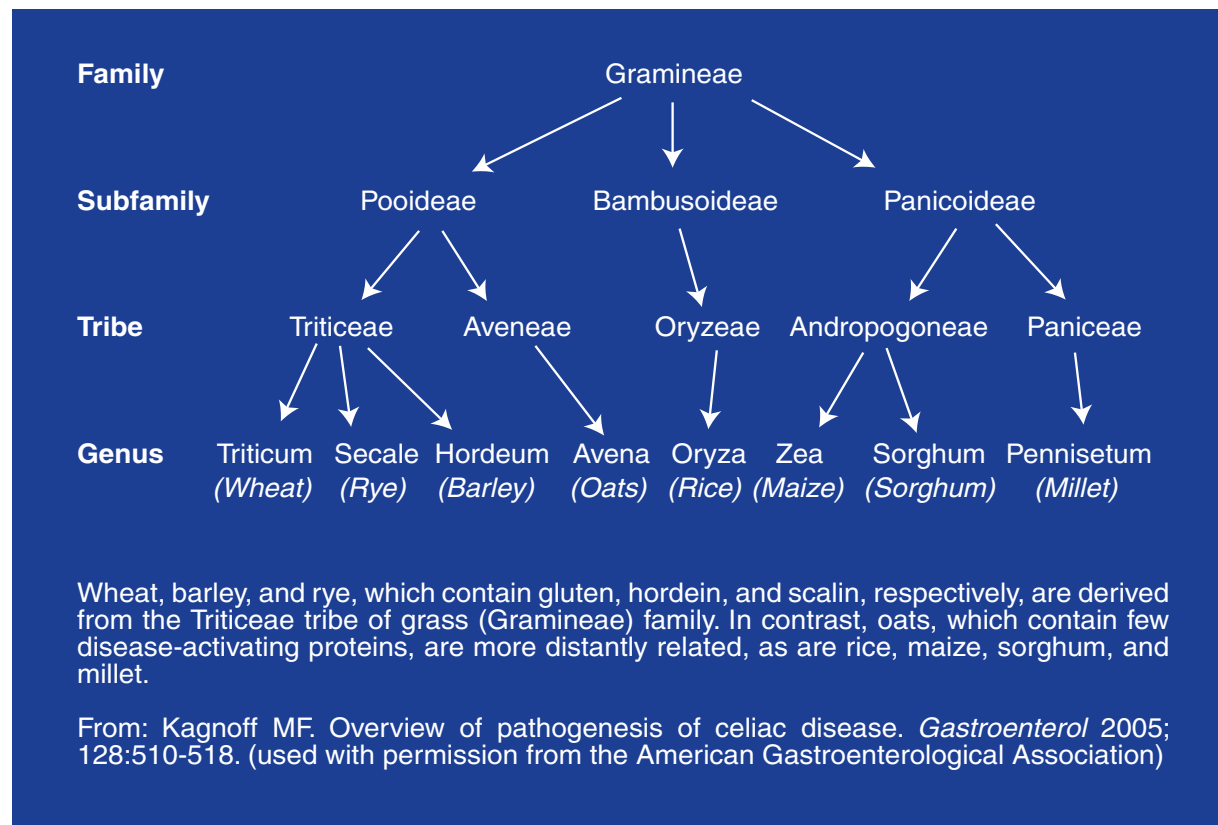 Family Gramineae
Subfamily Pooideae Bambusoideae Panicoideae
Tribe Triticeae Aveneae Oryzeae Andropogoneae Paniceae
Genus Triticum Secale Hordeum Avena Oryza Zea Sorghum Pennisetum
(Wheat) (Rye) (Barley) (Oats) (Rice) (Maize) (Sorghum) (Millet)
Wheat, barley, and rye, which contain gluten, hordein, and scalin, respectively, are derived
from the Triticeae tribe of grass (Gramineae) family. In contrast, oats, which contain few
disease-activating proteins, are more distantly related, as are rice, maize, sorghum, and
millet.
From: Kagnoff MF. Overview of pathogenesis of celiac disease. Gastroenterol 2005;
128:510-518. (used with permission from the American Gastroenterological Association)